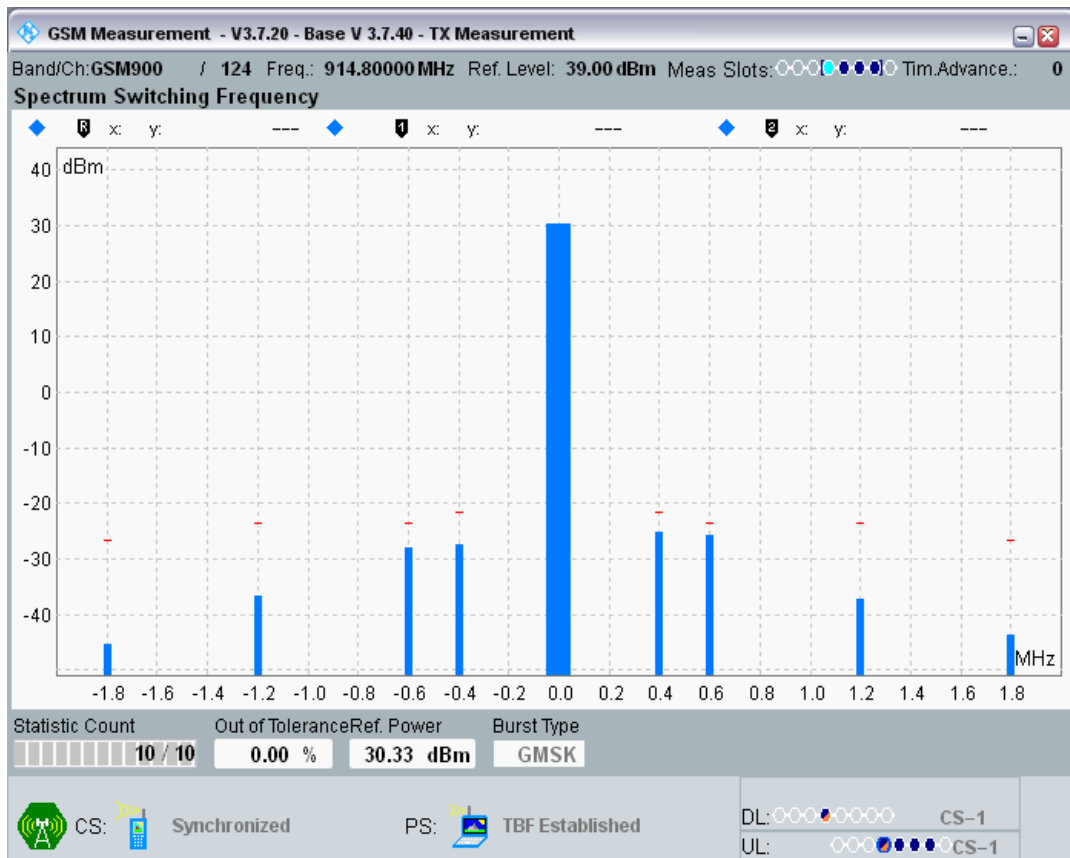 GSM Measurement - V3.7.20 - Base V 3.7.40 - TX Measurement
Band/Ch:GSM900 / 124 Freq.: 914.80000 MHz Ref. Level: 39.00 dBm Meas Slots: Tim.Advance.: 0
Spectrum Switching Frequency
R x: y: --- 1 x: y: --- 2 x: y: ---
dBm
40
30
20
10
0
-10
-20
-30
-40
MHz
-1.8 -1.6 -1.4 -1.2 -1.0 -0.8 -0.6 -0.4 -0.2 0.0 0.2 0.4 0.6 0.8 1.0 1.2 1.4 1.6 1.8
Statistic Count Out of Tolerance Ref. Power Burst Type
10 / 10 0.00 % 30.33 dBm GMSK
CS: Synchronized PS: TBF Established DL: CS-1
UL: CS-1